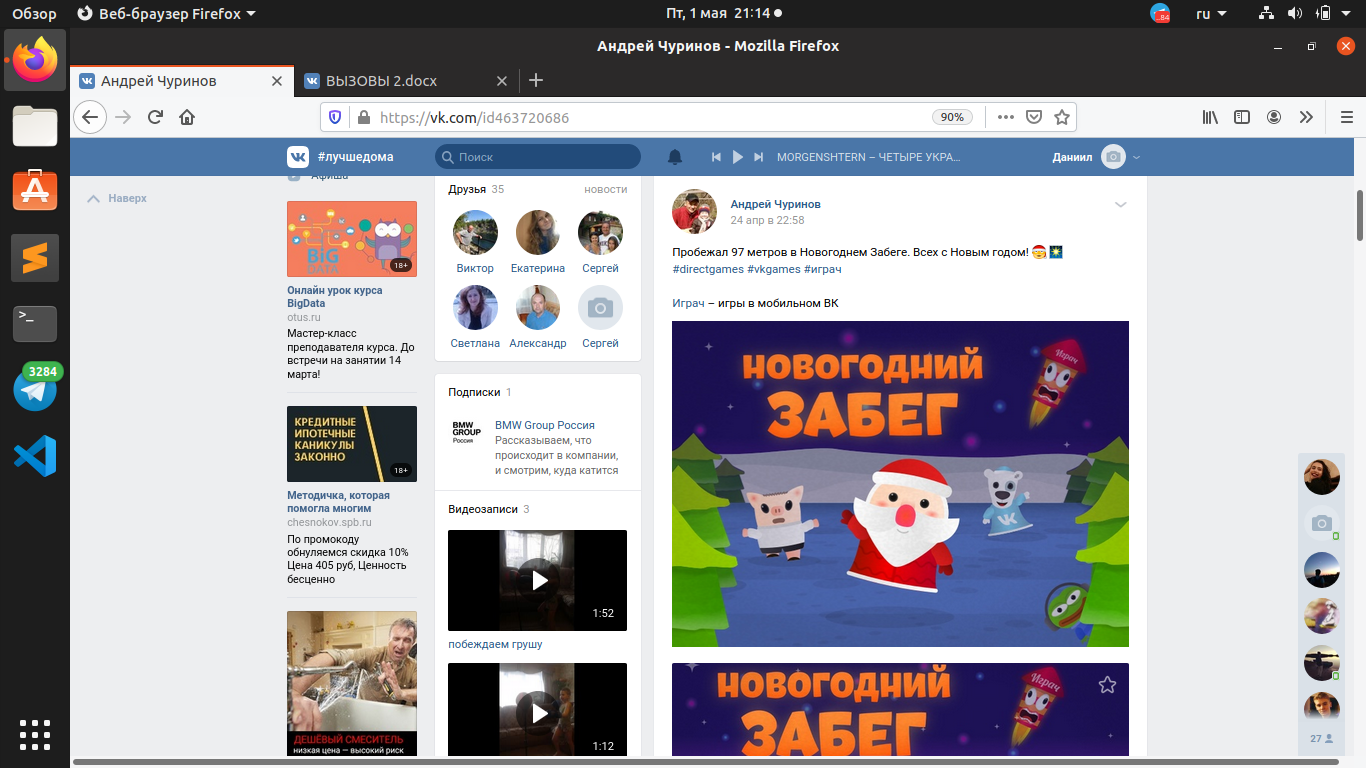 Обзор
Веб-браузер Firefox
Пт, 1 мая 21:14
84
ru
Андрей Чуринов - Mozilla Firefox
Андрей Чуринов
ВЫЗОВЫ 2.docx
https://vk.com/id463720686
90%
#лучшедома
Поиск
MORGENSHTERN – ЧЕТЫРЕ УКРА...
Даниил
Наверх
Афиша
BIG
DATA
18+
Онлайн урок курса
BigData
otus.ru
Мастер-класс
преподавателя курса. До
встречи на занятии 14
марта!
КРЕДИТНЫЕ
ИПОТЕЧНЫЕ
КАНИКУЛЫ
ЗАКОННО
18+
Методичка, которая
помогла многим
chesnokov.spb.ru
По промокоду
обнуляемся скидка 10%
Цена 405 руб, Ценность
бесценно
ДЕШЁВЫЙ СМЕСИТЕЛЬ
низкая цена — высокий риск
Друзья 35
новости
Виктор
Екатерина
Сергей
Светлана
Александр
Сергей
Подписки 1
BMW
GROUP
Россия
BMW Group Россия
Рассказываем, что
происходит в компании,
и смотрим, куда катится
Видеозаписи 3
1:52
побеждаем грушу
1:12
Андрей Чуринов
24 апр в 22:58
Пробежал 97 метров в Новогоднем Забеге. Всех с Новым годом! 🎅 🎆
#directgames #vkgames #играч
Играч – игры в мобильном ВК
НОВОГОДНИЙ
ЗАБЕГ
Играч
НОВОГОДНИЙ
ЗАБЕГ
Играч
3284
27